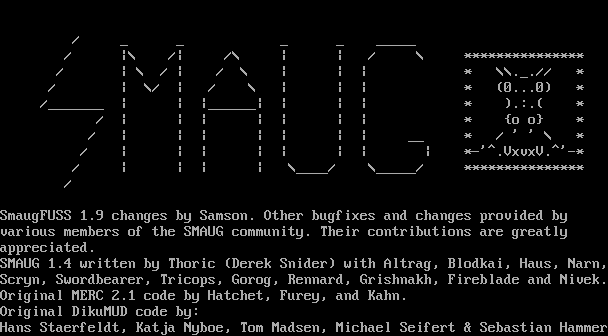 SMAUG
SmaugFUSS 1.9 changes by Samson. Other bugfixes and changes provided by
various members of the SMAUG community. Their contributions are greatly
appreciated.
SMAUG 1.4 written by Thoric (Derek Snider) with Altrag, Blodkai, Haus, Narn,
Scryn, Swordbearer, Tricops, Gorog, Rennard, Grishnakh, Fireblade and Nivek.
Original MERC 2.1 code by Hatchet, Furey, and Kahn.
Original DikuMUD code by:
Hans Staerfeldt, Katja Nyboe, Tom Madsen, Michael Seifert & Sebastian Hammer